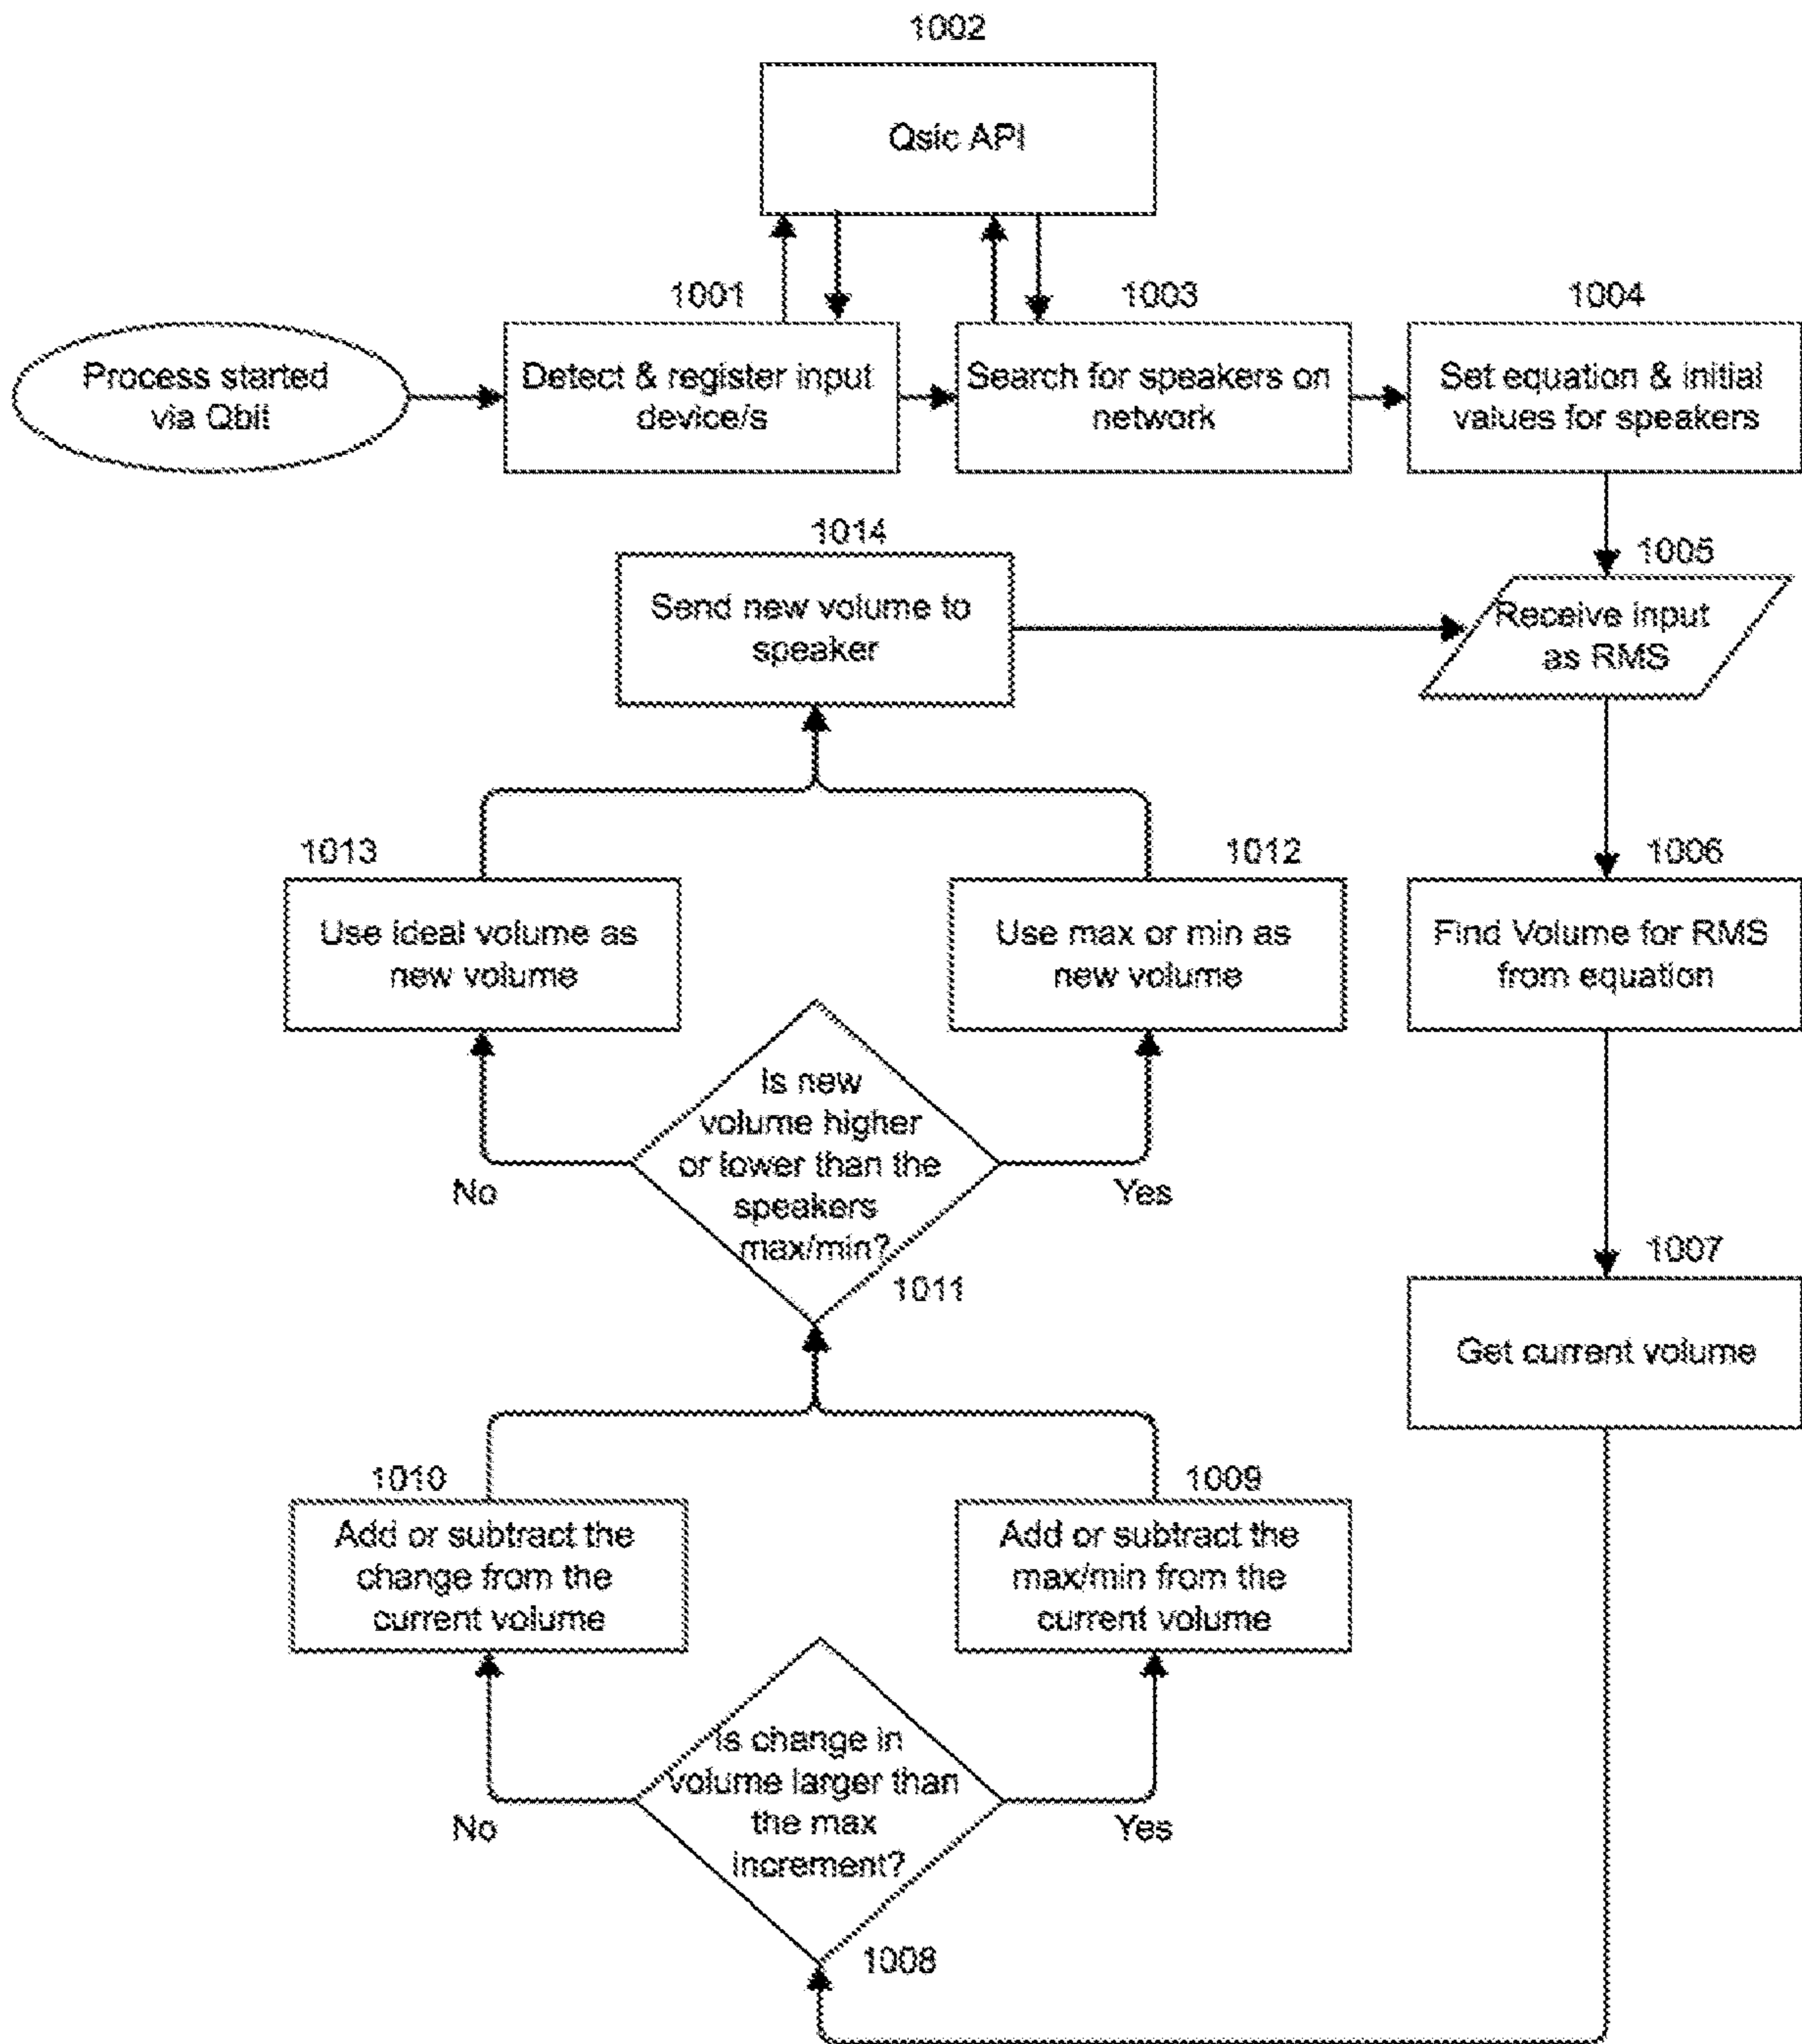 1002
Qsic API
1001
1003
1004
Process started
via Qbit
Detect & register input
device/s
Search for speakers on
network
Set equation & initial
values for speakers
1014
Send new volume to
speaker
1005
Receive input
as RMS
1013
Use ideal volume as
new volume
1012
Use max or min as
new volume
1006
Find Volume for RMS
from equation
Is new
volume higher
or lower than the
speakers
max/min?
No
Yes
1011
1007
Get current volume
1010
Add or subtract the
change from the
current volume
1009
Add or subtract the
max/min from the
current volume
Is change in
volume larger than
the max
increment?
No
Yes
1008